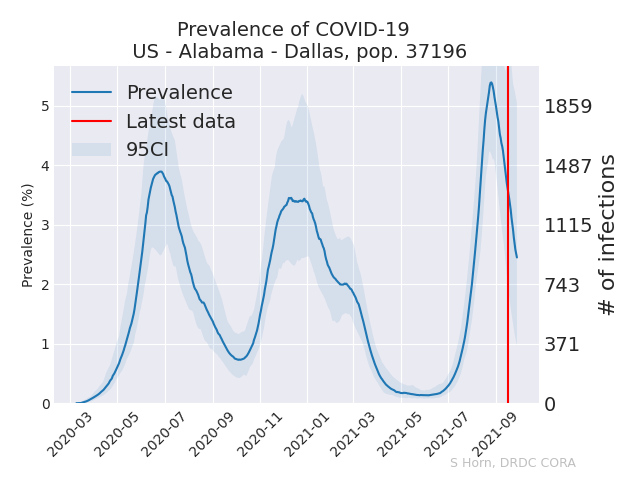 Prevalence of COVID-19
US - Alabama - Dallas, pop. 37196
Prevalence
Latest data
95CI
Prevalence (%)
5
4
3
2
1
0
1859
1487
1115
743
371
0
# of infections
2020-03
2020-05
2020-07
2020-09
2020-11
2021-01
2021-03
2021-05
2021-07
2021-09
S Horn, DRDC CORA